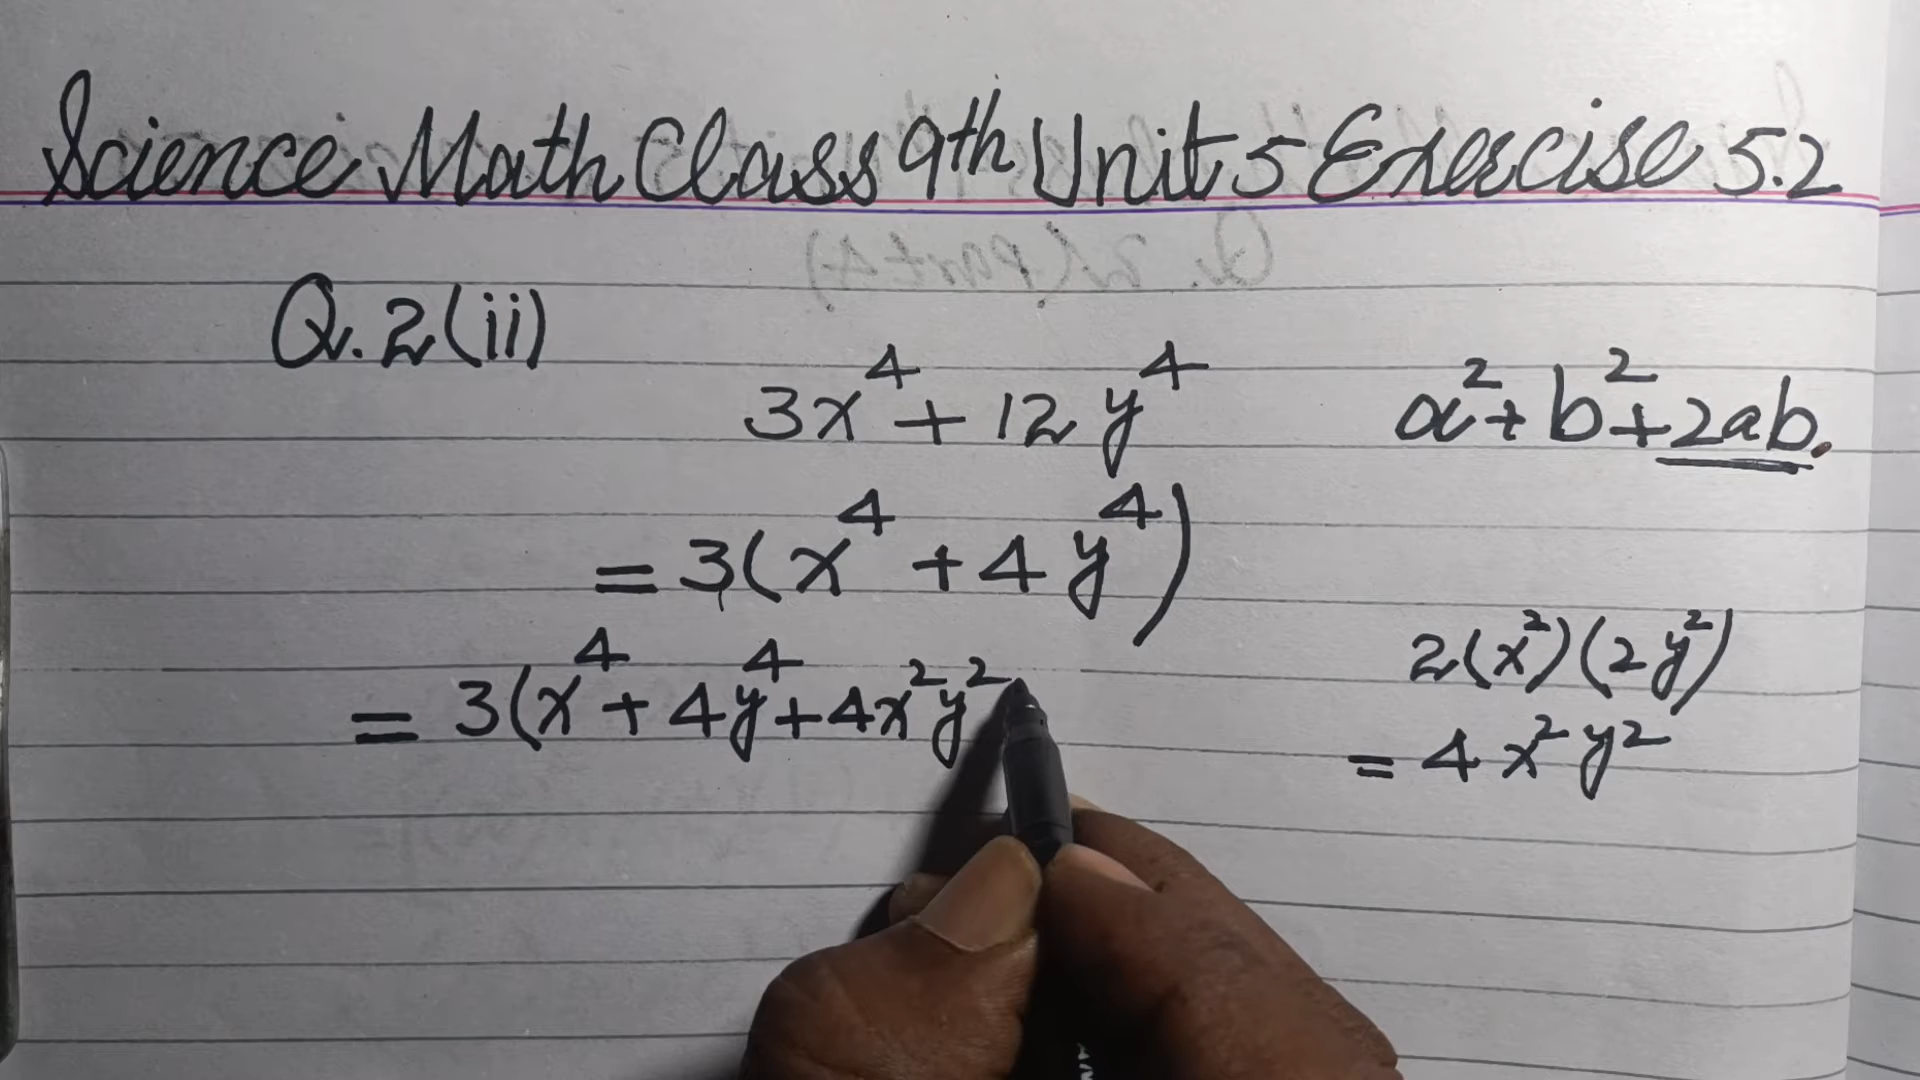 Science Math Class 9th Unit 5 Exercise 5.2
Q. 2(ii)
3x⁴ + 12y⁴
a² + b² + 2ab.
= 3(x⁴ + 4y⁴)
2(x²)(2y²)
= 3(x⁴ + 4y⁴ + 4x²y²
= 4x²y²